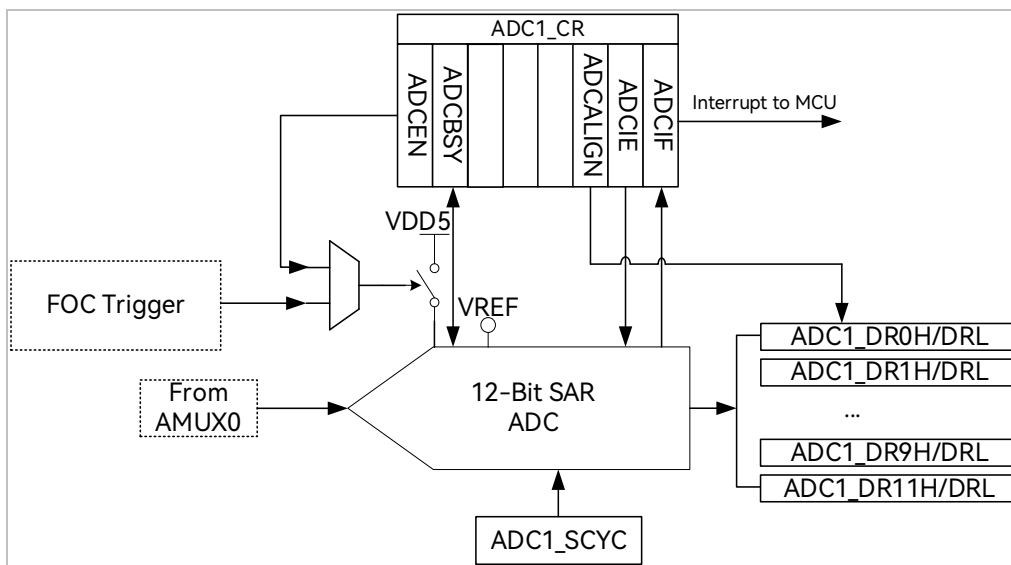 ADC1_CR
ADCEN
ADCBSY
ADCALIGN
ADCIE
ADCIF
Interrupt to MCU
VDD5
FOC Trigger
VREF
ADC1_DR0H/DRL
From
AMUX0
12-Bit SAR
ADC
ADC1_DR1H/DRL
...
ADC1_DR9H/DRL
ADC1_DR11H/DRL
ADC1_SCYC